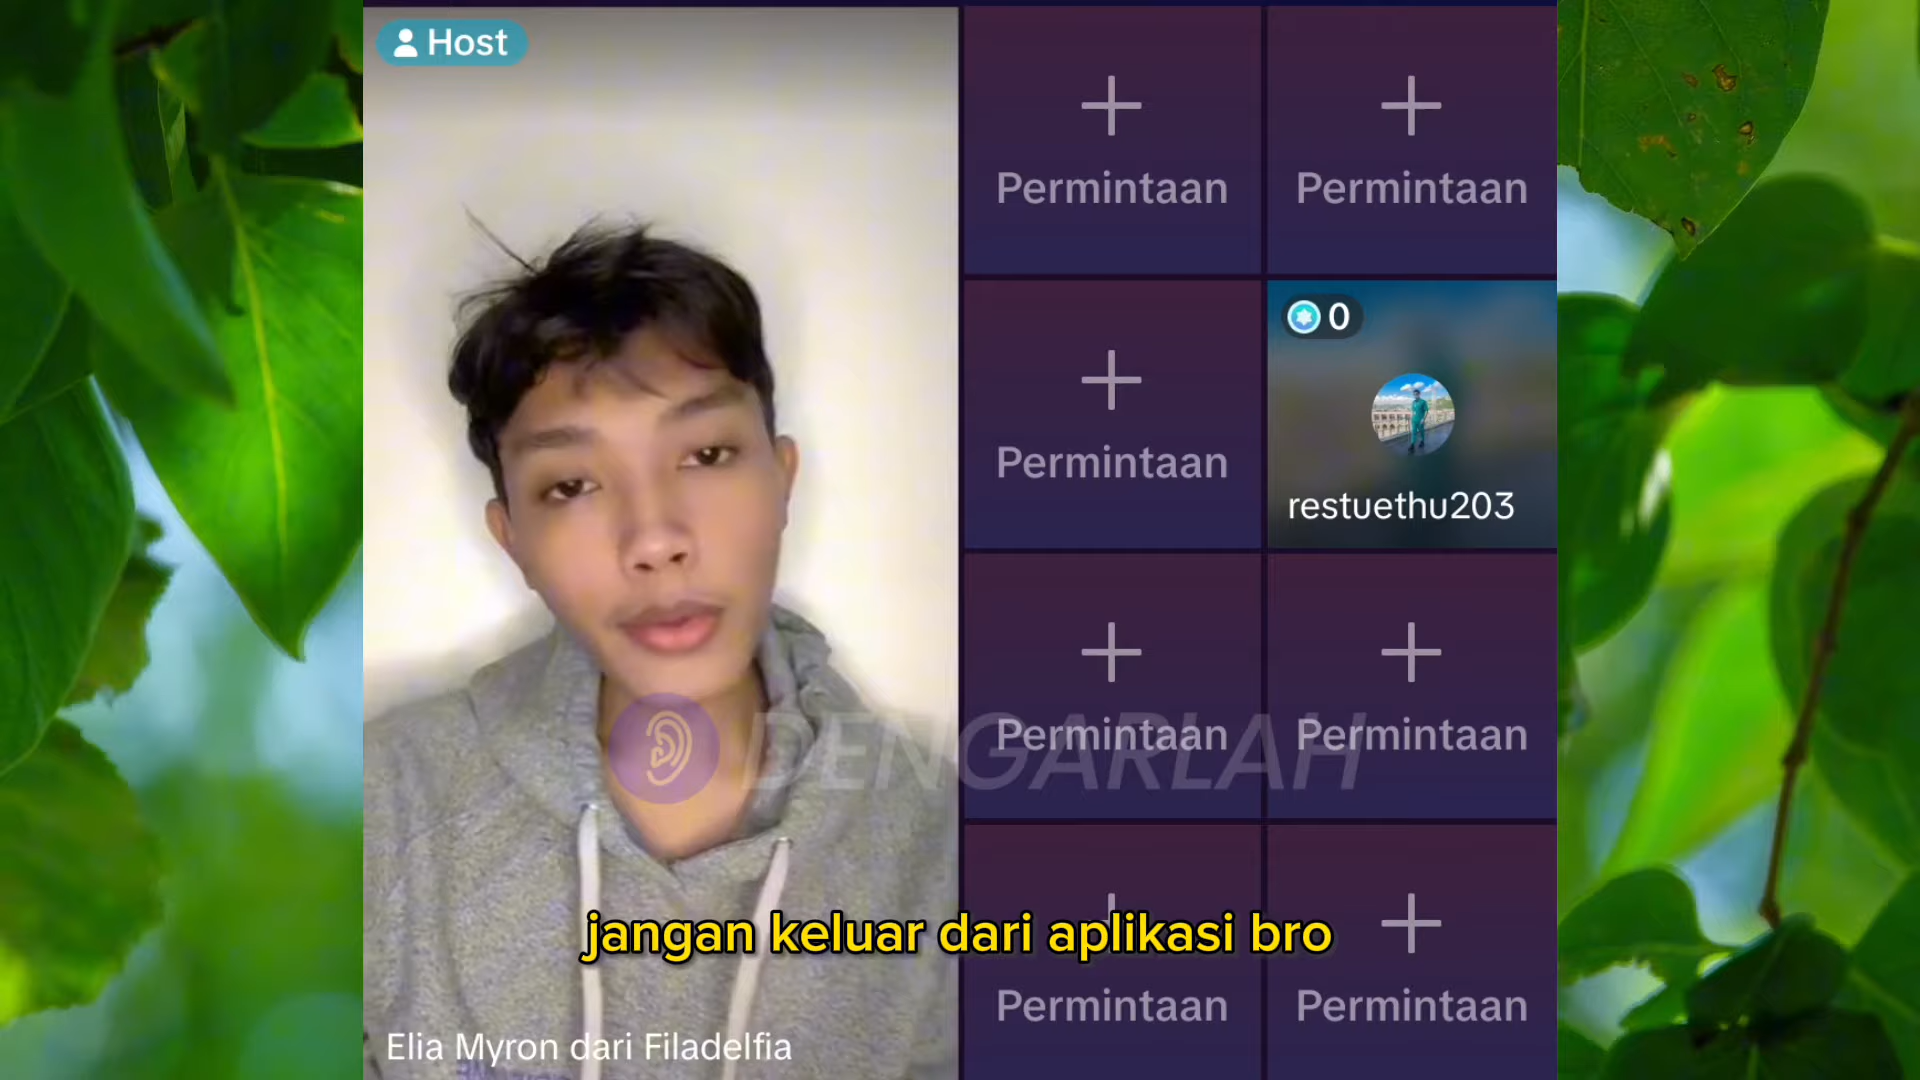 Host
Permintaan
Permintaan
Permintaan
0
restuethu203
Permintaan
Permintaan
DENGARLAH
jangan keluar dari aplikasi bro
Permintaan
Permintaan
Elia Myron dari Filadelfia